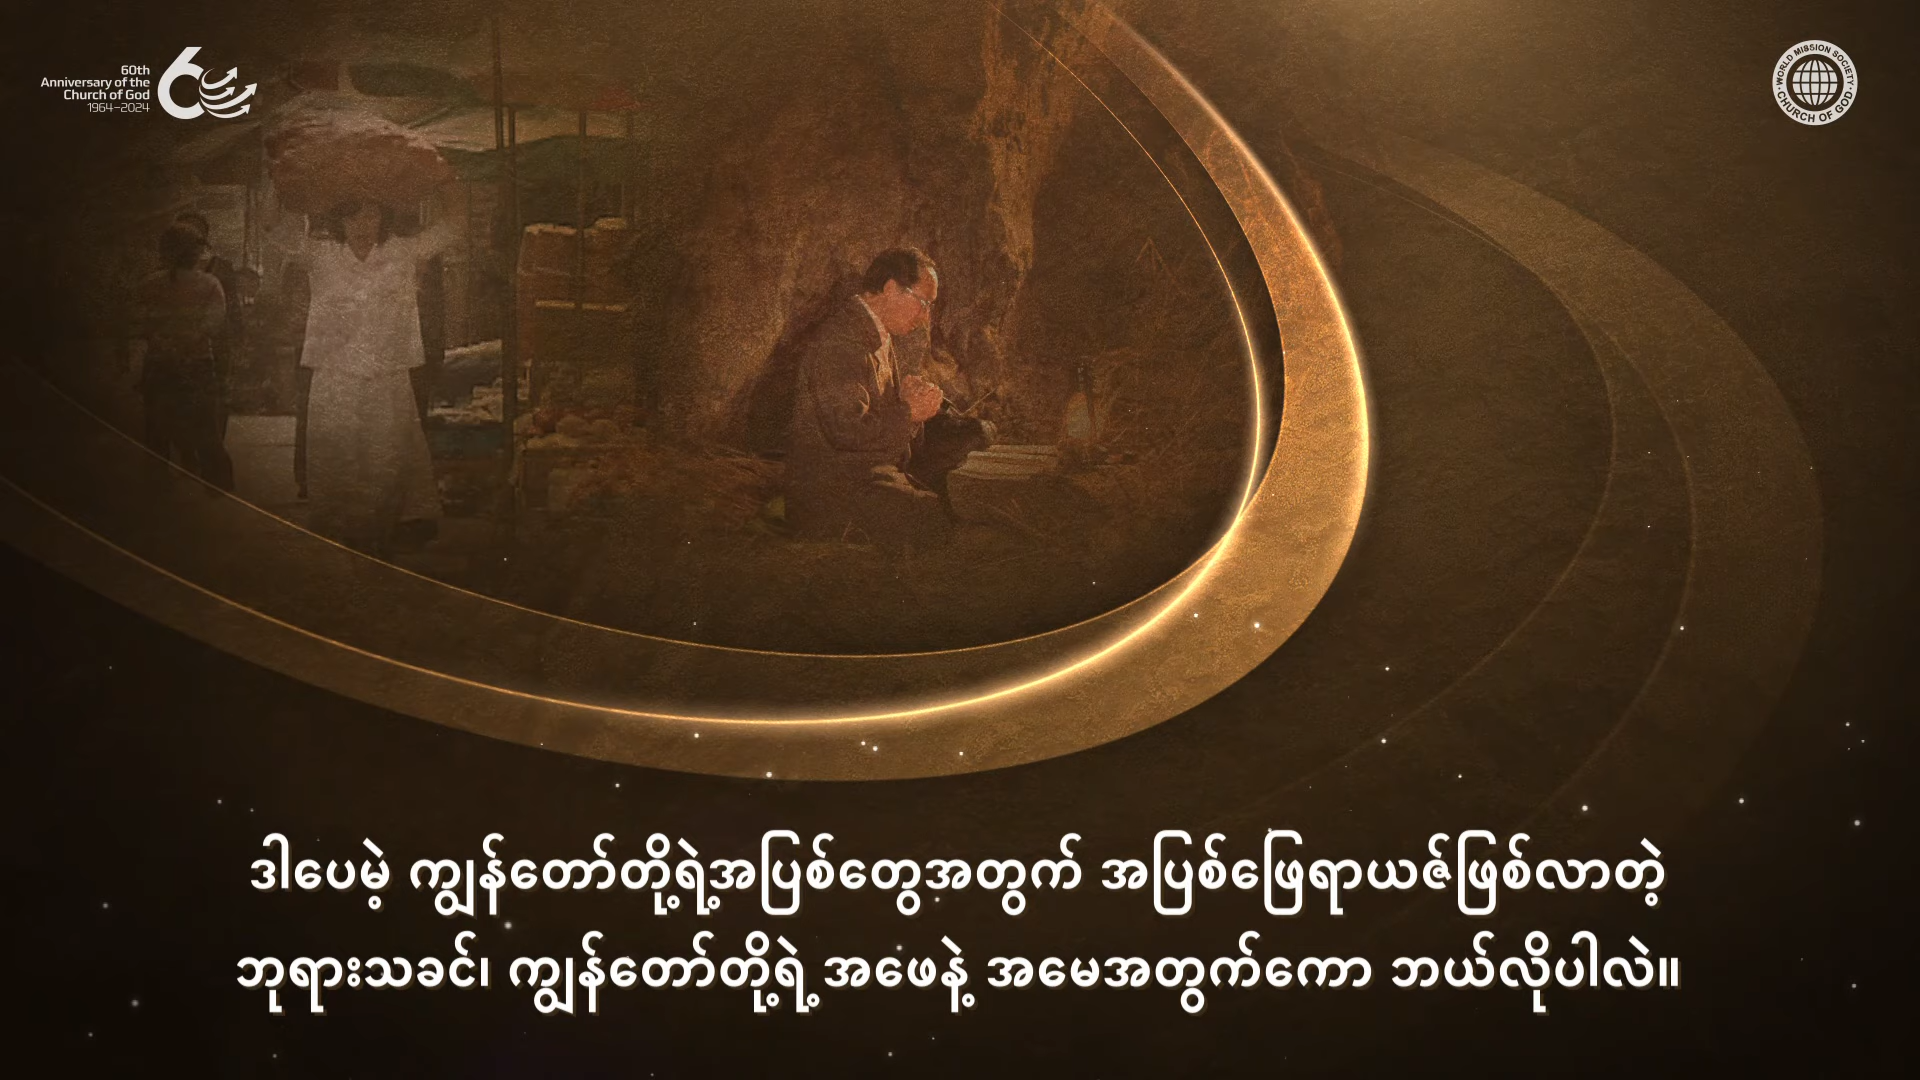 60th
Anniversary of the
Church of God
1964–2024
60
WORLD MISSION SOCIETY
CHURCH OF GOD
ဒါပေမဲ့ ကျွန်တော်တို့ရဲ့အပြစ်တွေအတွက် အပြစ်ဖြေရာယဇ်ဖြစ်လာတဲ့
ဘုရားသခင်၊ ကျွန်တော်တို့ရဲ့ အဖေနဲ့ အမေအတွက်ကော ဘယ်လိုပါလဲ။